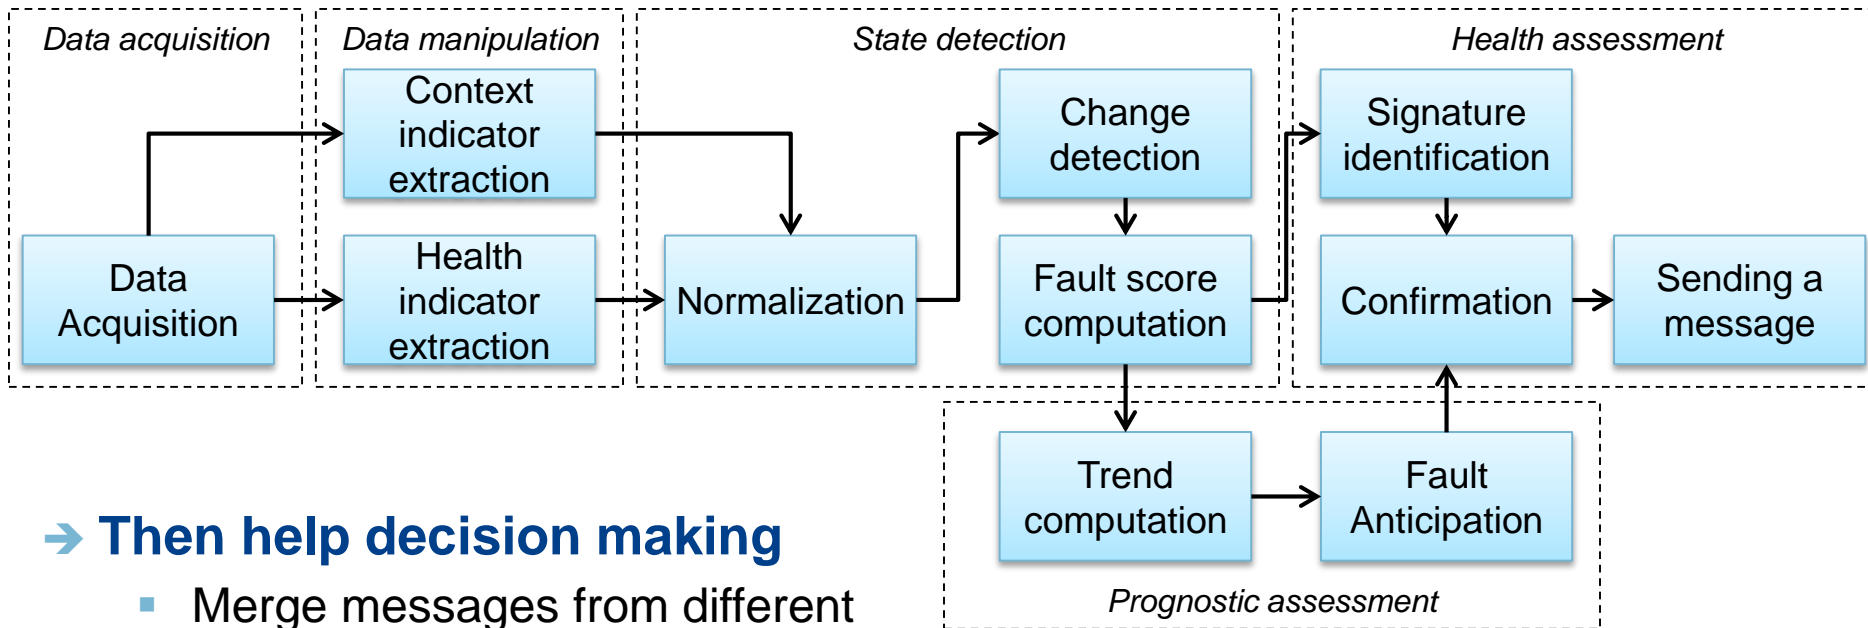 Data acquisition
Data manipulation
State detection
Health assessment
Context
indicator
extraction
Change
detection
Signature
identification
Data
Acquisition
Health
indicator
extraction
Normalization
Fault score
computation
Confirmation
Sending a
message
Trend
computation
Fault
Anticipation
Prognostic assessment
Then help decision making
Merge messages from different